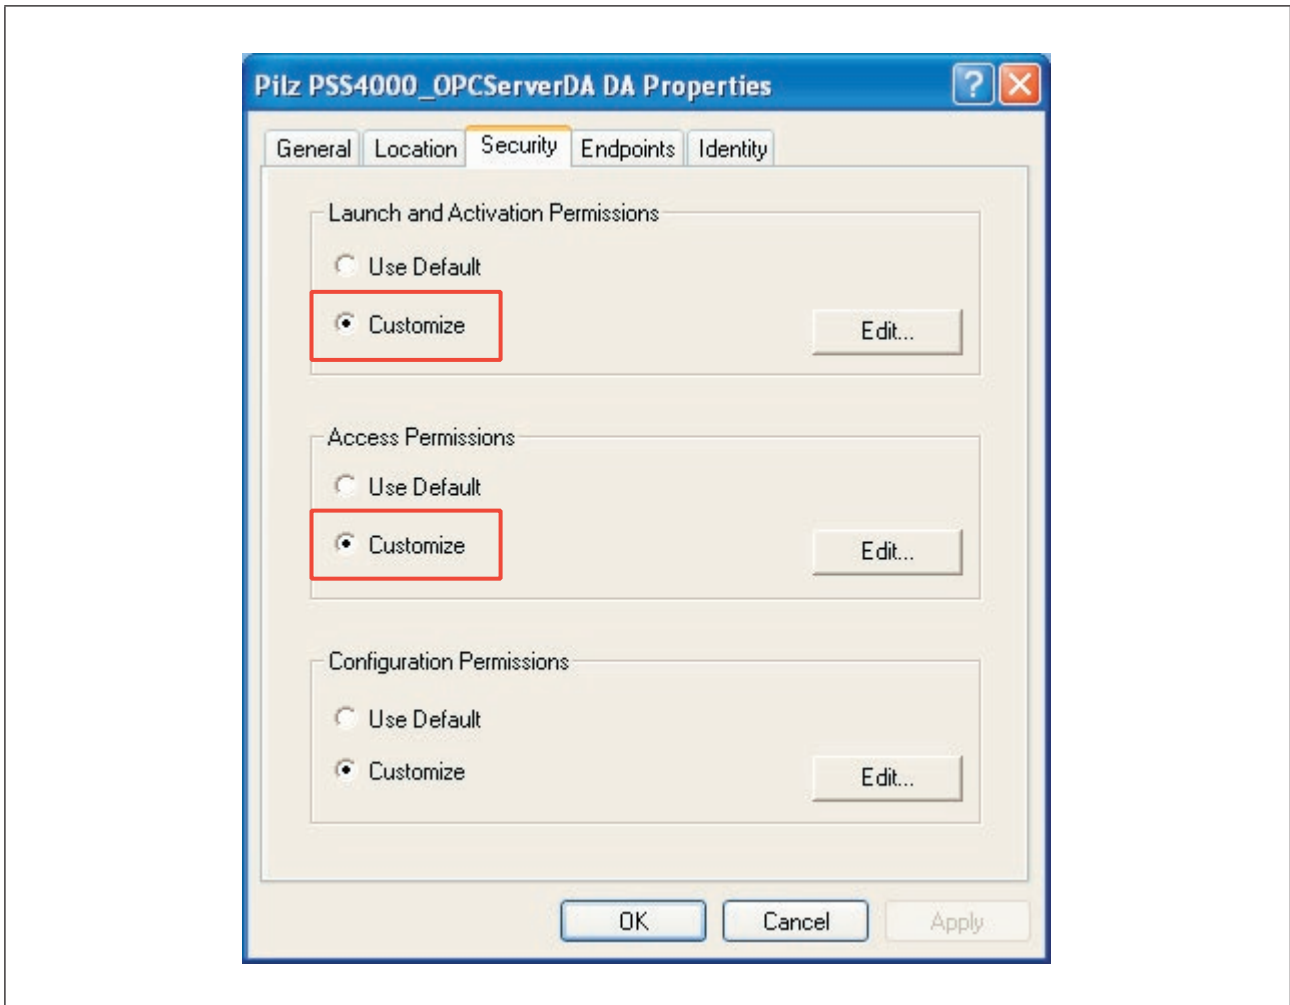 Pilz PSS4000_OPCServerDA DA Properties
General Location Security Endpoints Identity
Launch and Activation Permissions
Use Default
Customize
Edit...
Access Permissions
Use Default
Customize
Edit...
Configuration Permissions
Use Default
Customize
Edit...
OK Cancel Apply